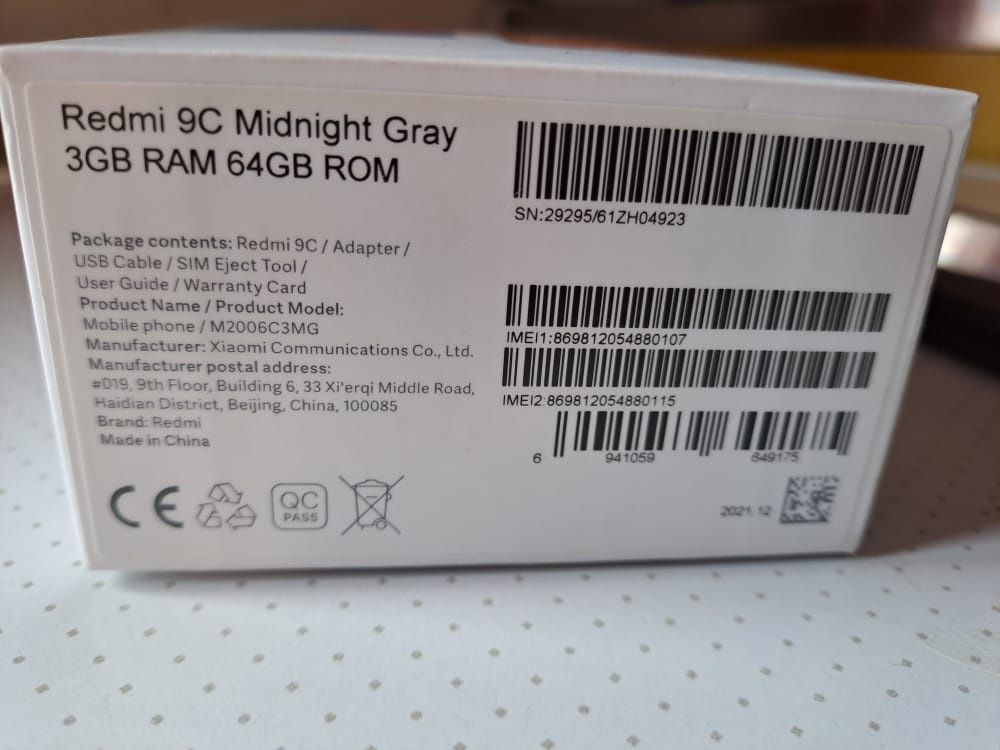 Redmi 9C Midnight Gray
3GB RAM 64GB ROM
Package contents: Redmi 9C / Adapter /
USB Cable / SIM Eject Tool /
User Guide / Warranty Card
Product Name / Product Model:
Mobile phone / M2006C3MG
Manufacturer: Xiaomi Communications Co., Ltd.
Manufacturer postal address:
#019, 9th Floor, Building 6, 33 Xi'erqi Middle Road,
Haidian District, Beijing, China, 100085
Brand: Redmi
Made in China
CE
QC
PASS
SN:29295/61ZH04923
IMEI1:869812054880107
IMEI2:869812054880115
6 941059 649175
2021.12